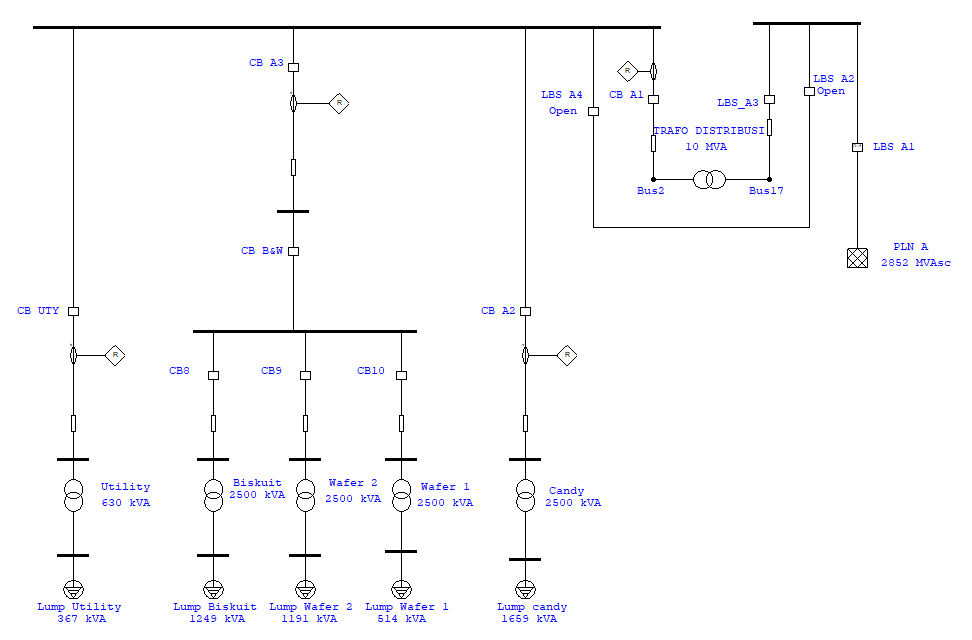 CB A3
R
R
LBS A4
Open
CB A1
LBS_A3
LBS A2
Open
TRAFO DISTRIBUSI
10 MVA
LBS A1
Bus2
Bus17
PLN A
2852 MVAsc
CB B&W
CB UTY
R
CB A2
R
CB8
CB9
CB10
Utility
630 kVA
Biskuit
2500 kVA
Wafer 2
2500 kVA
Wafer 1
2500 kVA
Candy
2500 kVA
Lump Utility
367 kVA
Lump Biskuit
1249 kVA
Lump Wafer 2
1191 kVA
Lump Wafer 1
514 kVA
Lump candy
1659 kVA